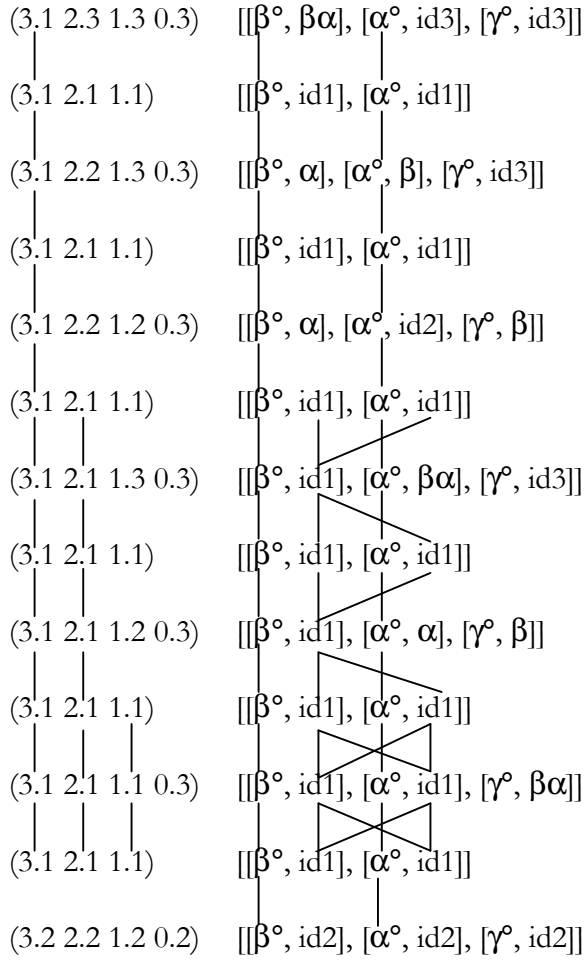 (3.1 2.3 1.3 0.3) [[β°, βα], [α°, id3], [γ°, id3]]
(3.1 2.1 1.1) [[β°, id1], [α°, id1]]
(3.1 2.2 1.3 0.3) [[β°, α], [α°, β], [γ°, id3]]
(3.1 2.1 1.1) [[β°, id1], [α°, id1]]
(3.1 2.2 1.2 0.3) [[β°, α], [α°, id2], [γ°, β]]
(3.1 2.1 1.1) [[β°, id1], [α°, id1]]
(3.1 2.1 1.3 0.3) [[β°, id1], [α°, βα], [γ°, id3]]
(3.1 2.1 1.1) [[β°, id1], [α°, id1]]
(3.1 2.1 1.2 0.3) [[β°, id1], [α°, α], [γ°, β]]
(3.1 2.1 1.1) [[β°, id1], [α°, id1]]
(3.1 2.1 1.1 0.3) [[β°, id1], [α°, id1], [γ°, βα]]
(3.1 2.1 1.1) [[β°, id1], [α°, id1]]
(3.2 2.2 1.2 0.2) [[β°, id2], [α°, id2], [γ°, id2]]